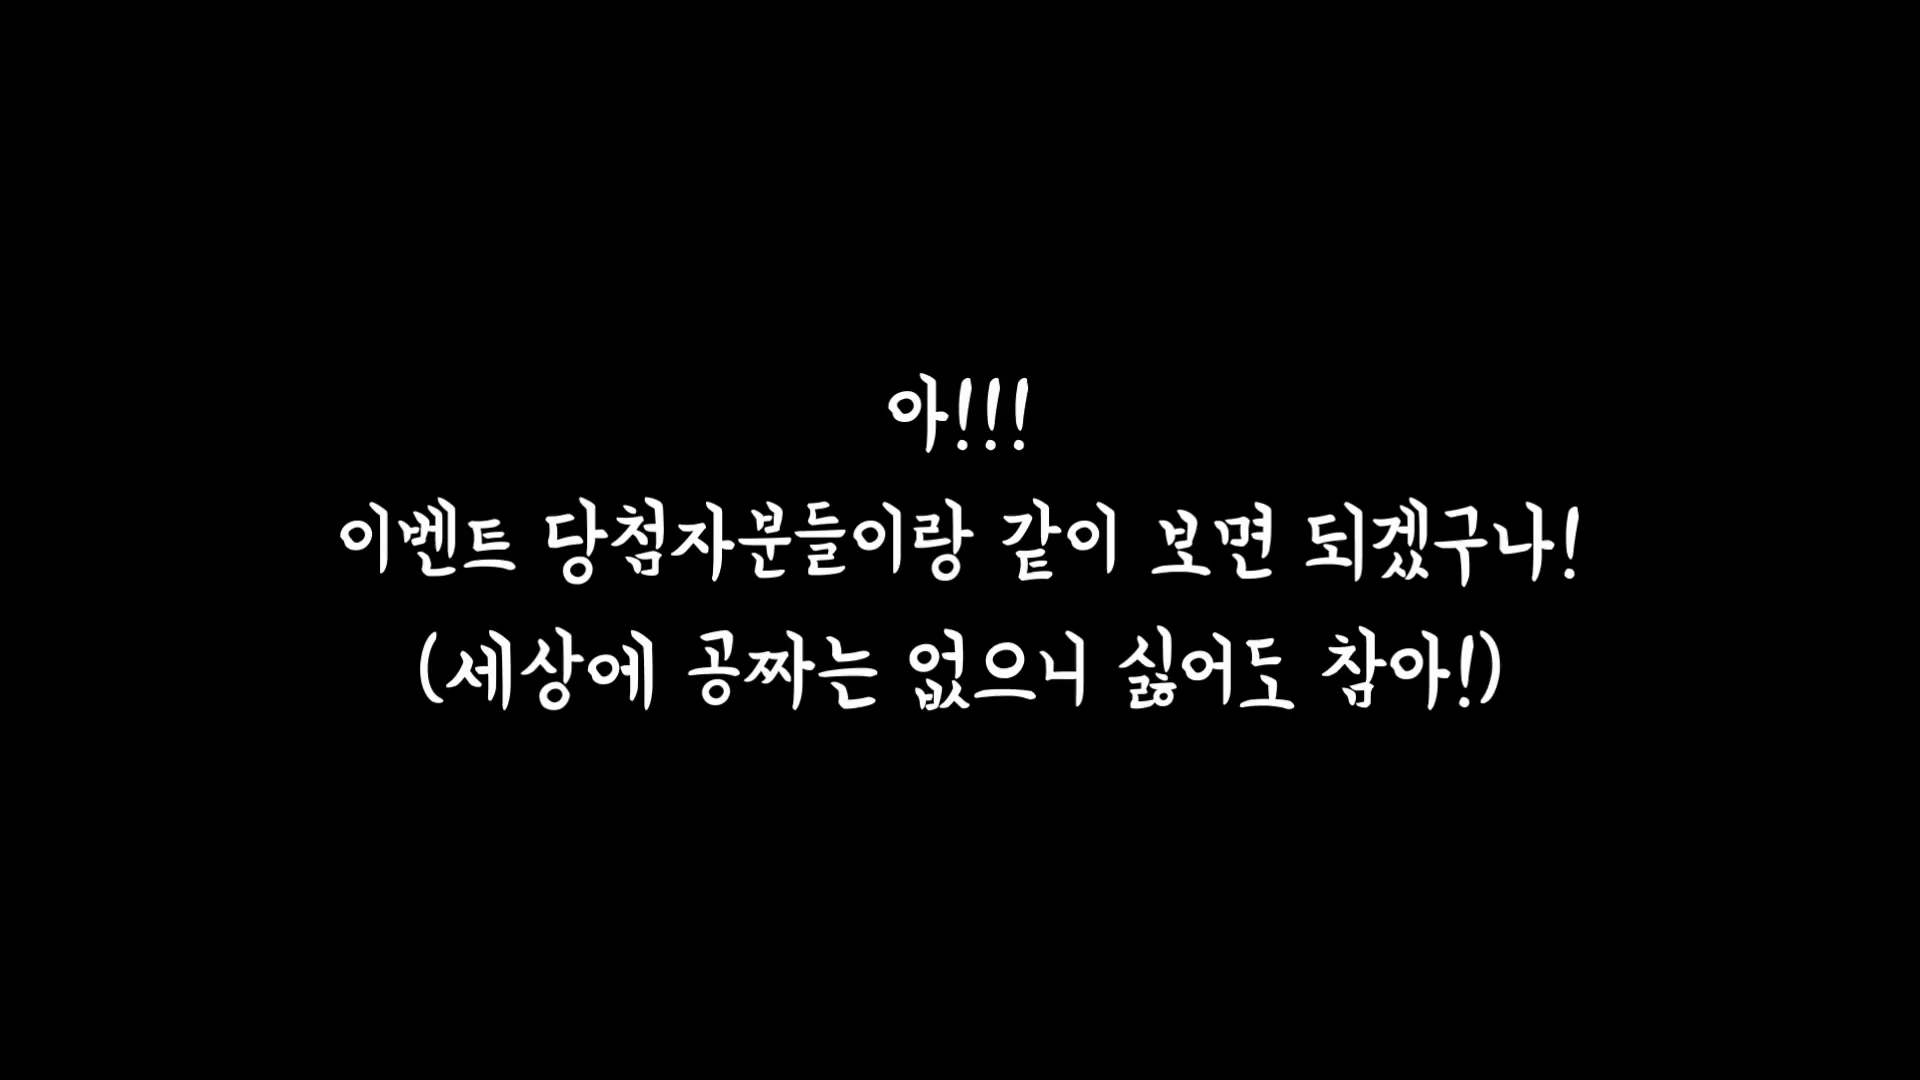 아!!!
이벤트 당첨자분들이랑 같이 보면 되겠구나!
(세상에 공짜는 없으니 싫어도 참아!)